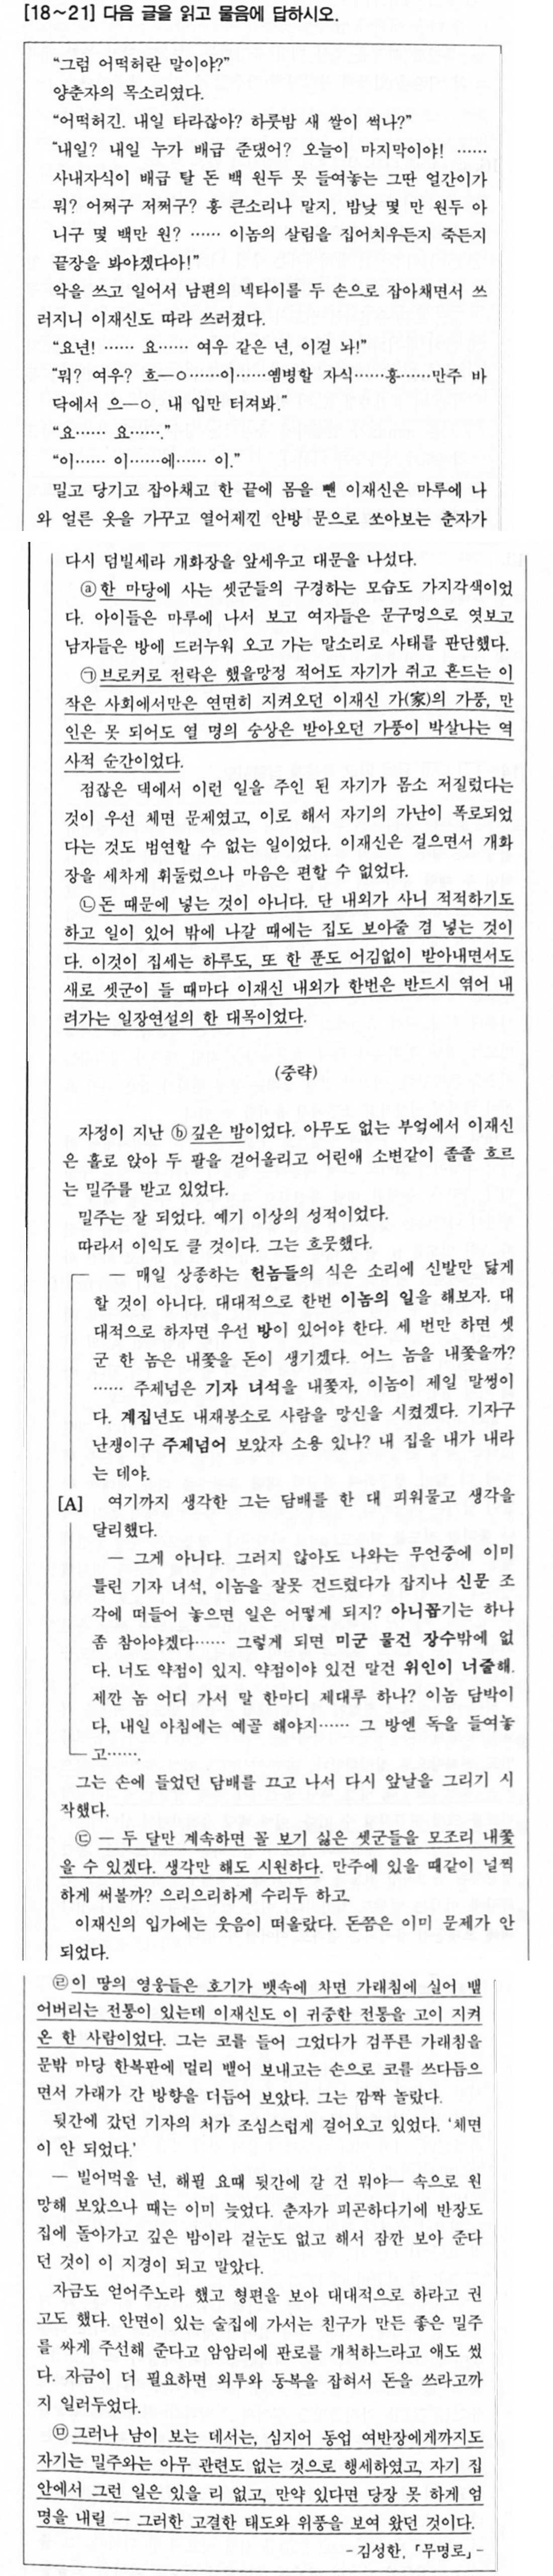 [18~21] 다음 글을 읽고 물음에 답하시오.
“그럼 어떡허란 말이야?”
양춘자의 목소리였다.
“어떡허긴. 내일 타라잖아? 하룻밤 새 쌀이 썩나?”
“내일? 내일 누가 배급 준댔어? 오늘이 마지막이야! ……
사내자식이 배급 탈 돈 백 원두 못 들여놓는 그딴 얼간이가
뭐? 어쩌구 저쩌구? 흥 큰소리나 말지, 밤낮 몇 만 원두 아
니구 몇 백만 원? …… 이놈의 살림을 집어치우든지 죽든지
끝장을 봐야겠다아!”
악을 쓰고 일어서 남편의 넥타이를 두 손으로 잡아채면서 쓰
러지니 이재신도 따라 쓰러졌다.
“요년! …… 요…… 여우 같은 년, 이걸 놔!”
“뭐? 여우? 흐—ㅇ……이……옘병할 자식……흥……만주 바
닥에서 으—ㅇ, 내 입만 터져봐.”
“요…… 요…….”
“이…… 이……에…… 이.”
밀고 당기고 잡아채고 한 끝에 몸을 뺀 이재신은 마루에 나
와 얼른 옷을 가꾸고 열어제낀 안방 문으로 쏘아보는 춘자가
다시 덤빌세라 개화장을 앞세우고 대문을 나섰다.
ⓐ한 마당에 사는 셋군들의 구경하는 모습도 가지각색이었
다. 아이들은 마루에 나서 보고 여자들은 문구멍으로 엿보고
남자들은 방에 드러누워 오고 가는 말소리로 사태를 판단했다.
㉠브로커로 전락은 했을망정 적어도 자기가 쥐고 흔드는 이
작은 사회에서만은 연면히 지켜오던 이재신 가(家)의 가풍, 만
인은 못 되어도 열 명의 숭상은 받아오던 가풍이 박살나는 역
사적 순간이었다.
점잖은 댁에서 이런 일을 주인 된 자기가 몸소 저질렀다는
것이 우선 체면 문제였고, 이로 해서 자기의 가난이 폭로되었
다는 것도 범연할 수 없는 일이었다. 이재신은 걸으면서 개화
장을 세차게 휘둘렀으나 마음은 편할 수 없었다.
㉡돈 때문에 넣는 것이 아니다. 단 내외가 사니 적적하기도
하고 일이 있어 밖에 나갈 때에는 집도 보아줄 겸 넣는 것이
다. 이것이 집세는 하루도, 또 한 푼도 어김없이 받아내면서도
새로 셋군이 들 때마다 이재신 내외가 한번은 반드시 엮어 내
려가는 일장연설의 한 대목이었다.
(중략)
자정이 지난 ⓑ깊은 밤이었다. 아무도 없는 부엌에서 이재신
은 홀로 앉아 두 팔을 걷어올리고 어린애 소변같이 졸졸 흐르
는 밀주를 받고 있었다.
밀주는 잘 되었다. 예기 이상의 성적이었다.
따라서 이익도 클 것이다. 그는 흐뭇했다.
— 매일 상종하는 헌놈들의 식은 소리에 신발만 닳게
할 것이 아니다. 대대적으로 한번 이놈의 일을 해보자. 대
대적으로 하자면 우선 방이 있어야 한다. 세 번만 하면 셋
군 한 놈은 내쫓을 돈이 생기겠다. 어느 놈을 내쫓을까?
…… 주제넘은 기자 녀석을 내쫓자, 이놈이 제일 말썽이
다. 계집년도 내재봉소로 사람을 망신을 시켰겠다. 기자구
난쟁이구 주제넘어 보았자 소용 있나? 내 집을 내가 내라
는 데야.
[A] 여기까지 생각한 그는 담배를 한 대 피워물고 생각을
달리했다.
— 그게 아니다. 그러지 않아도 나와는 무언중에 이미
틀린 기자 녀석, 이놈을 잘못 건드렸다가 잡지나 신문 조
각에 떠들어 놓으면 일은 어떻게 되지? 아니꼽기는 하나
좀 참아야겠다…… 그렇게 되면 미군 물건 장수밖에 없
다. 너도 약점이 있지. 약점이야 있건 말건 위인이 너줄해.
제깐 놈 어디 가서 말 한마디 제대루 하나? 이놈 담박이
다, 내일 아침에는 예골 해야지…… 그 방엔 독을 들여놓
고…….
그는 손에 들었던 담배를 끄고 나서 다시 앞날을 그리기 시
작했다.
㉢— 두 달만 계속하면 꼴 보기 싫은 셋군들을 모조리 내쫓
을 수 있겠다. 생각만 해도 시원하다. 만주에 있을 때같이 널찍
하게 써볼까? 으리으리하게 수리두 하고
이재신의 입가에는 웃음이 떠올랐다. 돈쯤은 이미 문제가 안
되었다.
㉣이 땅의 영웅들은 호기가 뱃속에 차면 가래침에 실어 뱉
어버리는 전통이 있는데 이재신도 이 귀중한 전통을 고이 지켜
온 한 사람이었다. 그는 코를 들어 그었다가 검푸른 가래침을
문밖 마당 한복판에 멀리 뱉어 보내고는 손으로 코를 쓰다듬으
면서 가래가 간 방향을 더듬어 보았다. 그는 깜짝 놀랐다.
뒷간에 갔던 기자의 처가 조심스럽게 걸어오고 있었다. ‘체면
이 안 되었다.’
— 빌어먹을 년, 해필 요때 뒷간에 갈 건 뭐야— 속으로 원
망해 보았으나 때는 이미 늦었다. 춘자가 피곤하다기에 반장도
집에 돌아가고 깊은 밤이라 겉눈도 없고 해서 잠깐 보아 준다
던 것이 이 지경이 되고 말았다.
자금도 얻어주노라 했고 형편을 보아 대대적으로 하라고 권
고도 했다. 안면이 있는 술집에 가서는 친구가 만든 좋은 밀주
를 싸게 주선해 준다고 암암리에 판로를 개척하느라고 애도 썼
다. 자금이 더 필요하면 외투와 동복을 잡혀서 돈을 쓰라고까
지 일러두었다.
㉤그러나 남이 보는 데서는, 심지어 동업 여반장에게까지도
자기는 밀주와는 아무 관련도 없는 것으로 행세하였고, 자기 집
안에서 그런 일은 있을 리 없고, 만약 있다면 당장 못 하게 엄
명을 내릴 — 그러한 고결한 태도와 위풍을 보여 왔던 것이다.
- 김성한, 「무명로」 -